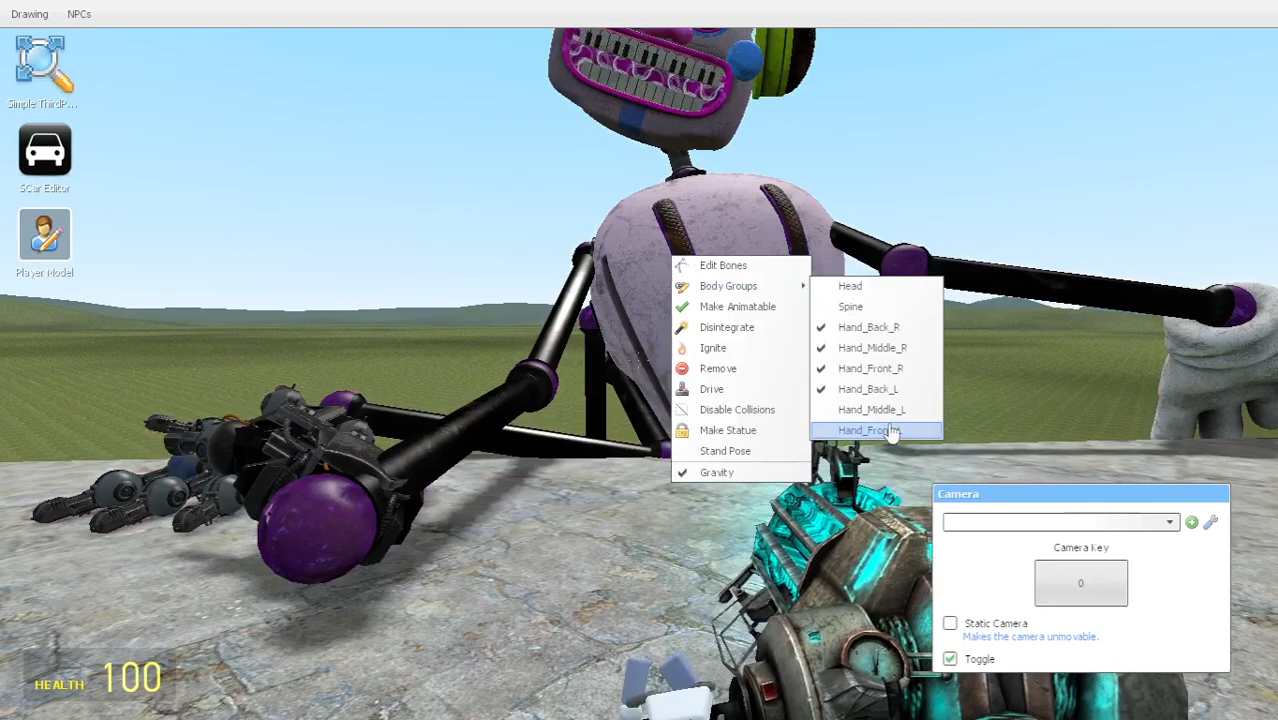 Drawing NPCs
Simple ThirdP...
SCar Editor
Player Model
Edit Bones
Body Groups
Make Animatable
Disintegrate
Ignite
Remove
Drive
Disable Collisions
Make Statue
Stand Pose
Gravity
Head
Spine
Hand_Back_R
Hand_Middle_R
Hand_Front_R
Hand_Back_L
Hand_Middle_L
Camera
Camera Key
0
Static Camera
Makes the camera unmovable.
Toggle
HEALTH 100